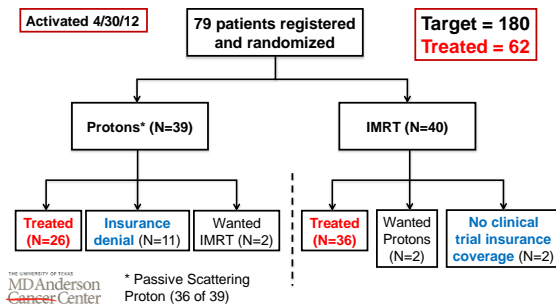 Activated 4/30/12
79 patients registered
and randomized
Target = 180
Treated = 62
Protons* (N=39)
IMRT (N=40)
Treated
(N=26)
Insurance
denial (N=11)
Wanted
IMRT (N=2)
Treated
(N=36)
Wanted
Protons
(N=2)
No clinical
trial insurance
coverage (N=2)
THE UNIVERSITY OF TEXAS
MDAnderson
Cancer Center
* Passive Scattering
Proton (36 of 39)